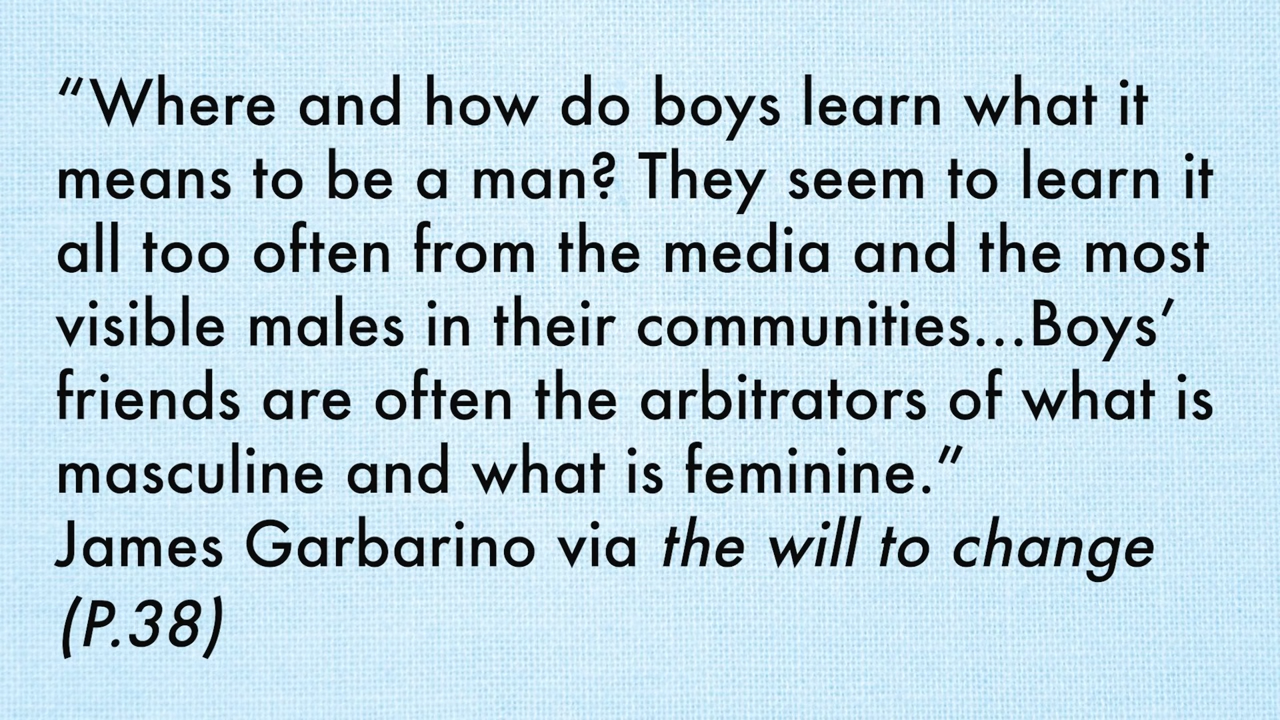 “Where and how do boys learn what it
means to be a man? They seem to learn it
all too often from the media and the most
visible males in their communities...Boys’
friends are often the arbitrators of what is
masculine and what is feminine.”
James Garbarino via the will to change
(P.38)